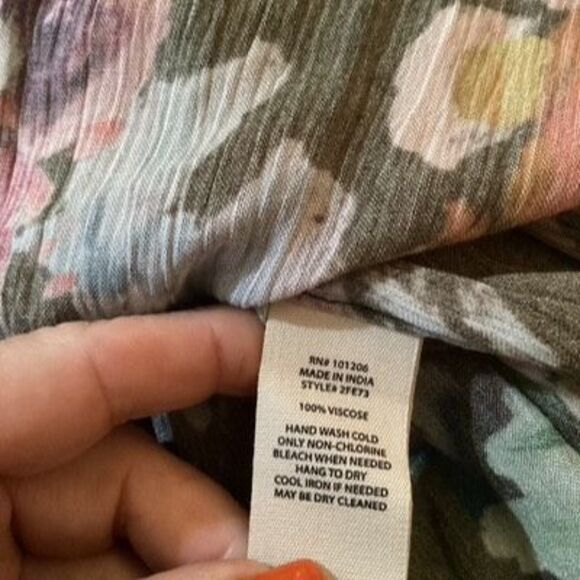 RN# 101206
MADE IN INDIA
STYLE# 2FE73
100% VISCOSE
HAND WASH COLD
ONLY NON-CHLORINE
BLEACH WHEN NEEDED
HANG TO DRY
COOL IRON IF NEEDED
MAY BE DRY CLEANED